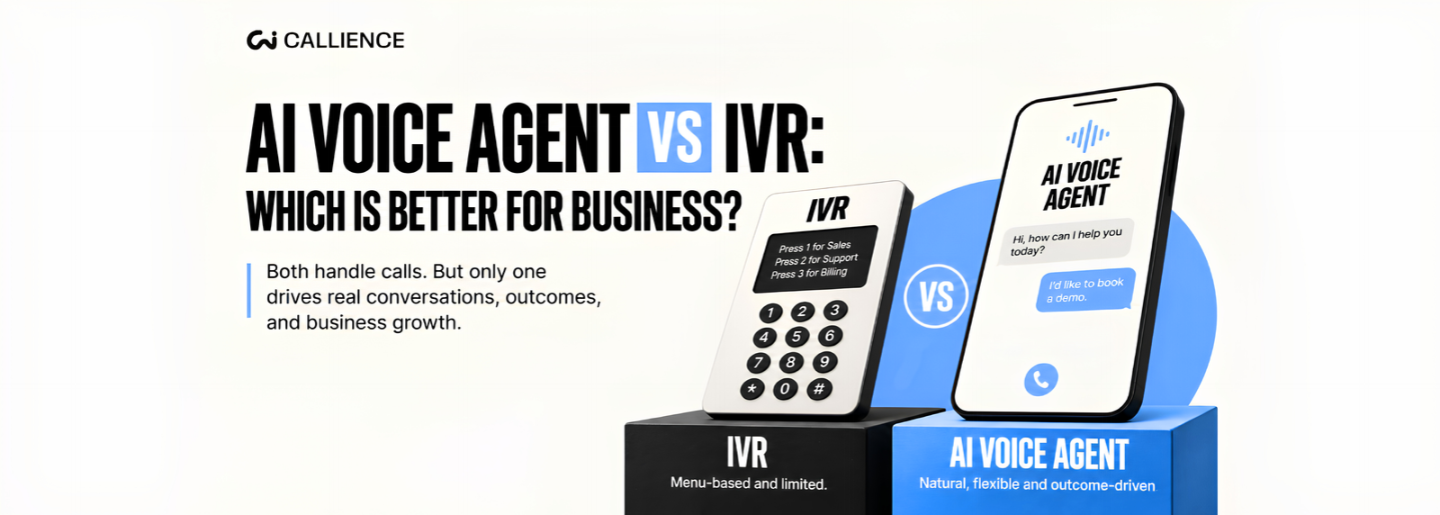 CALLIENCE
AI VOICE AGENT VS IVR:
WHICH IS BETTER FOR BUSINESS?
Both handle calls. But only one
drives real conversations, outcomes,
and business growth.
IVR
Press 1 for Sales
Press 2 for Support
Press 3 for Billing
1 2 3
4 5 6
7 8 9
* 0 #
VS
AI VOICE
AGENT
Hi, how can I help you
today?
I'd like to book
a demo.
IVR
Menu-based and limited.
AI VOICE AGENT
Natural, flexible and outcome-driven